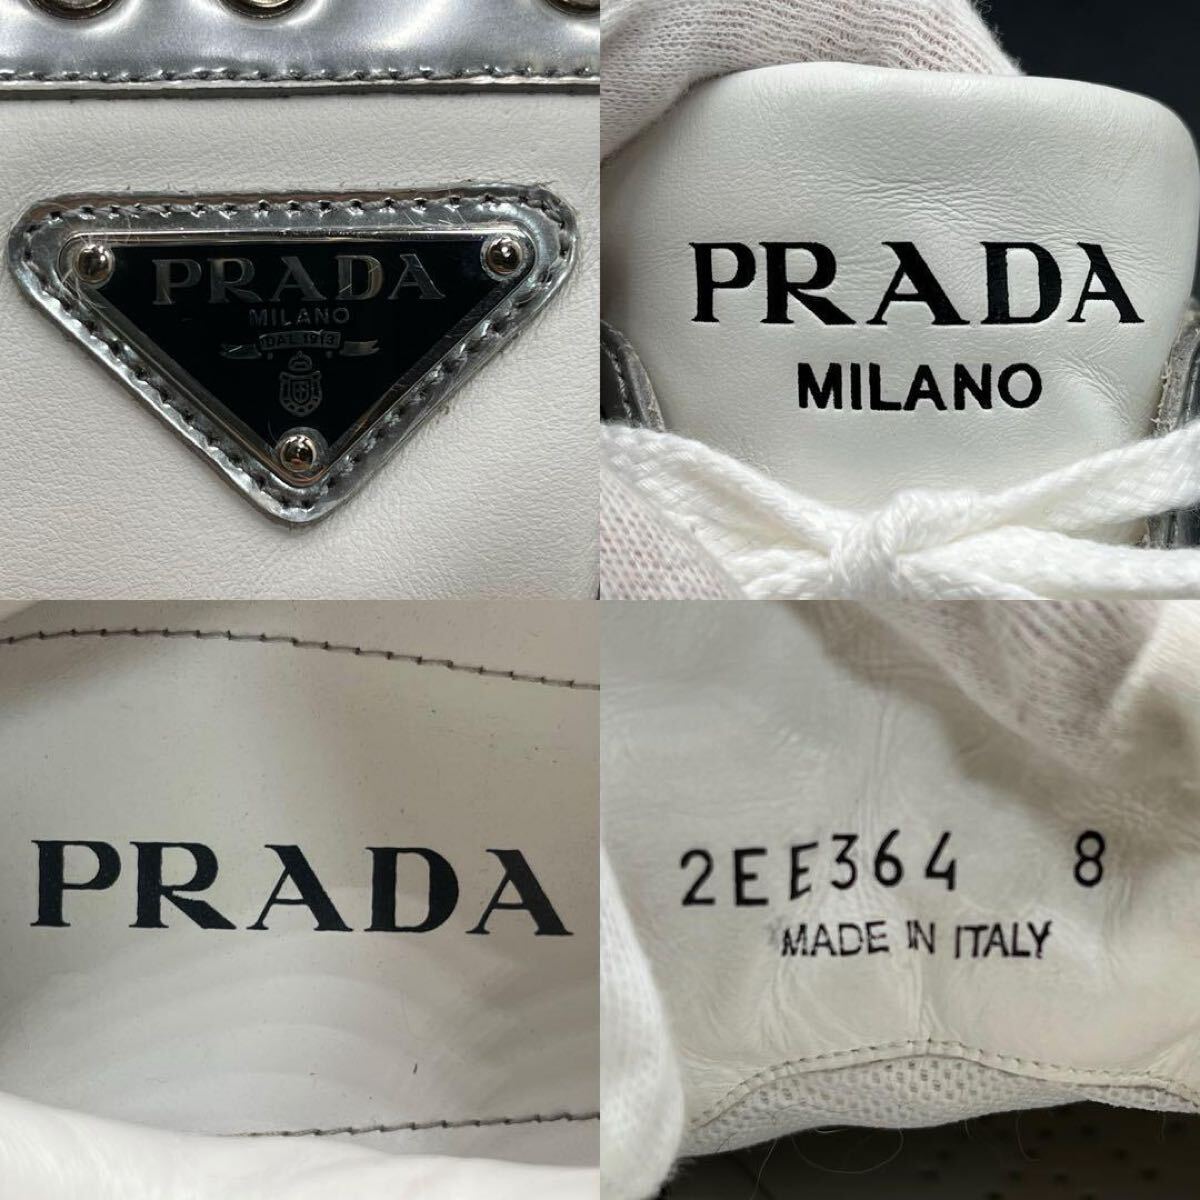 PRADA
MILANO
DAL 1913
PRADA
MILANO
PRADA
2EE364 8
MADE IN ITALY